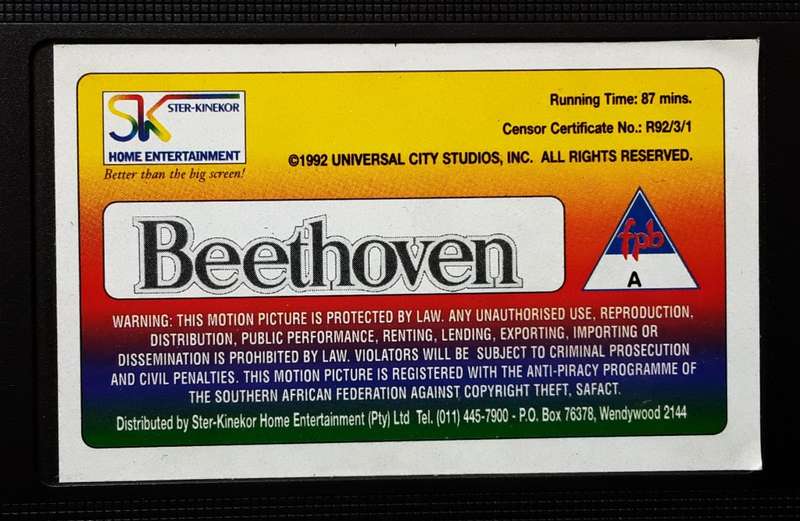 SK STER-KINEKOR
HOME ENTERTAINMENT
Better than the big screen!
Running Time: 87 mins.
Censor Certificate No.: R92/3/1
©1992 UNIVERSAL CITY STUDIOS, INC. ALL RIGHTS RESERVED.
Beethoven
fpb
A
WARNING: THIS MOTION PICTURE IS PROTECTED BY LAW. ANY UNAUTHORISED USE, REPRODUCTION,
DISTRIBUTION, PUBLIC PERFORMANCE, RENTING, LENDING, EXPORTING, IMPORTING OR
DISSEMINATION IS PROHIBITED BY LAW. VIOLATORS WILL BE SUBJECT TO CRIMINAL PROSECUTION
AND CIVIL PENALTIES. THIS MOTION PICTURE IS REGISTERED WITH THE ANTI-PIRACY PROGRAMME OF
THE SOUTHERN AFRICAN FEDERATION AGAINST COPYRIGHT THEFT, SAFACT.
Distributed by Ster-Kinekor Home Entertainment (Pty) Ltd Tel. (011) 445-7900 - P.O. Box 76378, Wendywood 2144